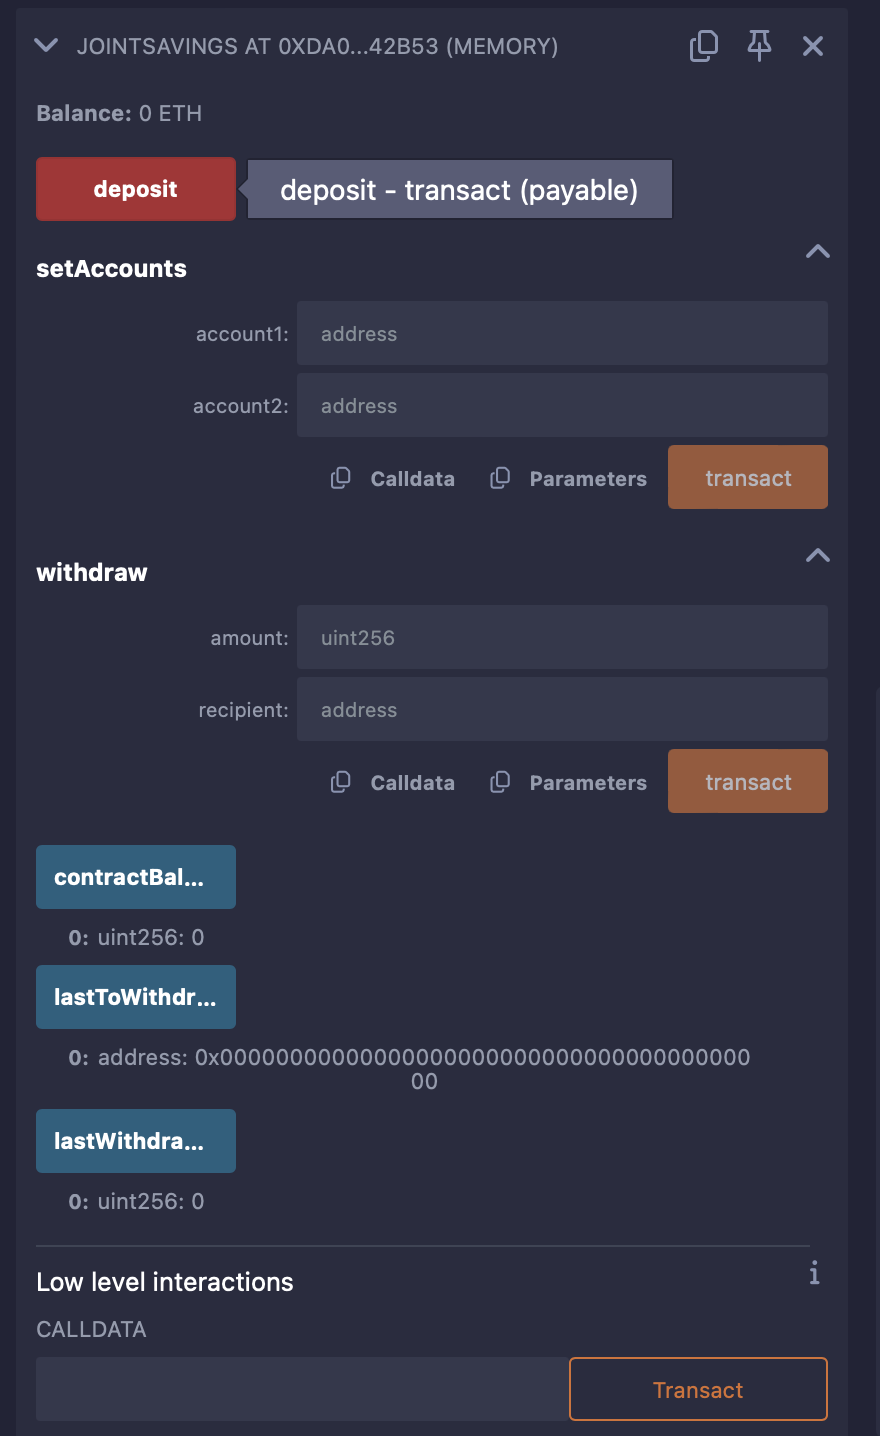 JOINTSAVINGS AT 0XDA0...42B53 (MEMORY)
Balance: 0 ETH
deposit
deposit - transact (payable)
setAccounts
account1: address
account2: address
Calldata Parameters transact
withdraw
amount: uint256
recipient: address
Calldata Parameters transact
contractBal...
0: uint256: 0
lastToWithdr...
0: address: 0x00000000000000000000000000000000000000
00
lastWithdra...
0: uint256: 0
Low level interactions i
CALLDATA
Transact